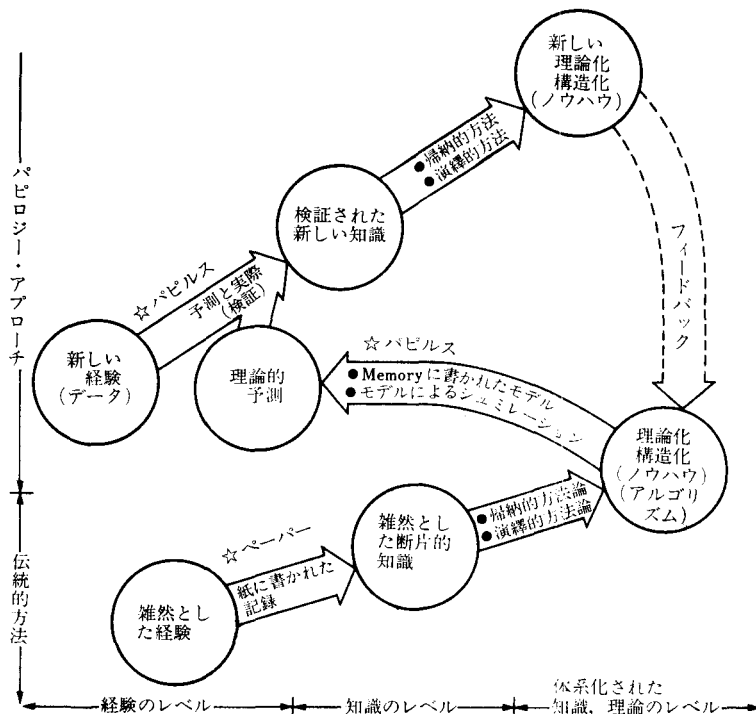 新しい
理論化
構造化
(ノウハウ)
●帰納的方法
●演繹的方法
検証された
新しい知識
パピロジー・アプローチ
フィードバック
☆パピルス
予測と実際
(検証)
新しい
経験
(データ)
理論的
予測
☆パピルス
●Memoryに書かれたモデル
●モデルによるシュミレーション
理論化
構造化
(ノウハウ)
(アルゴリ
ズム)
●帰納的方法論
●演繹的方法論
雑然とし
た断片的
知識
☆ペーパー
紙に書かれた
記録
雑然とし
た経験
伝統的方法
経験のレベル
知識のレベル
体系化された
知識，理論のレベル